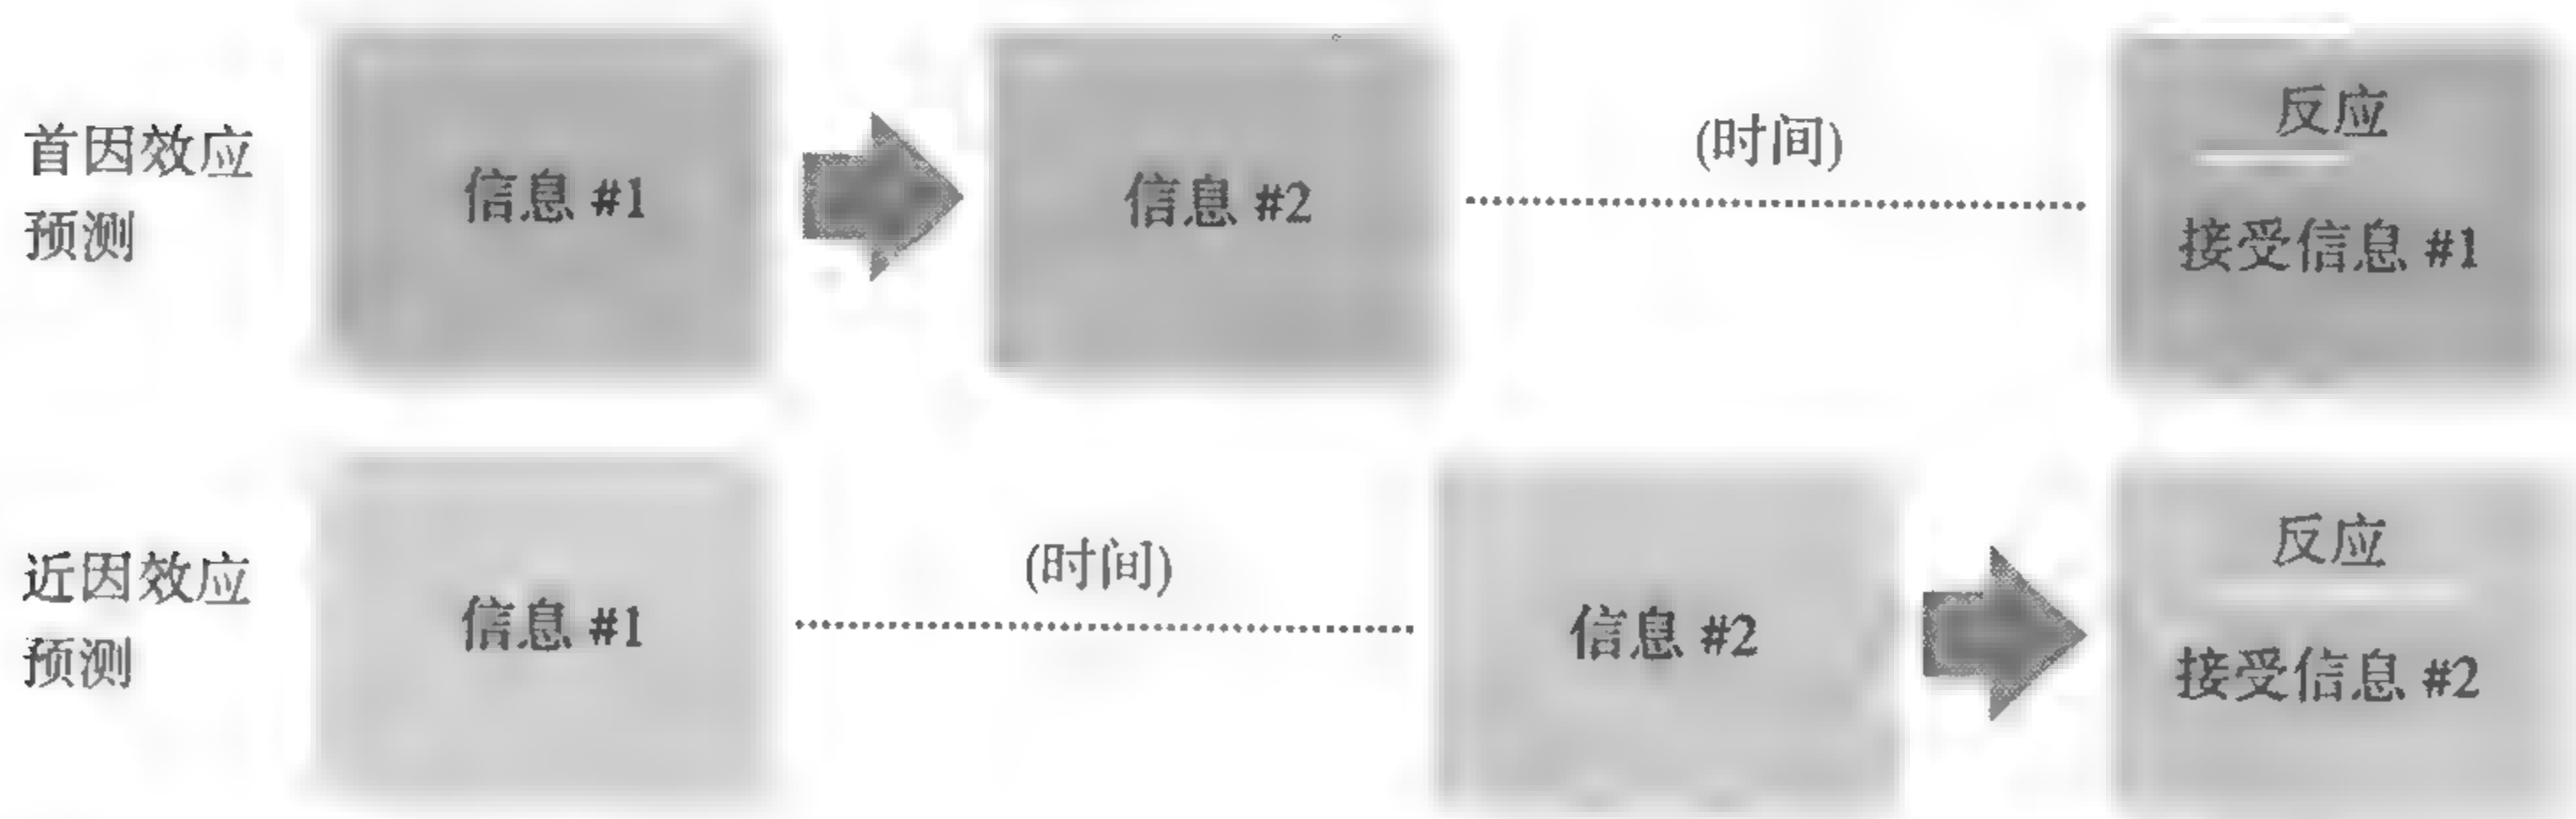 首因效应
预测
信息 #1
信息 #2
(时间)
反应
接受信息 #1
近因效应
预测
信息 #1
(时间)
信息 #2
反应
接受信息 #2